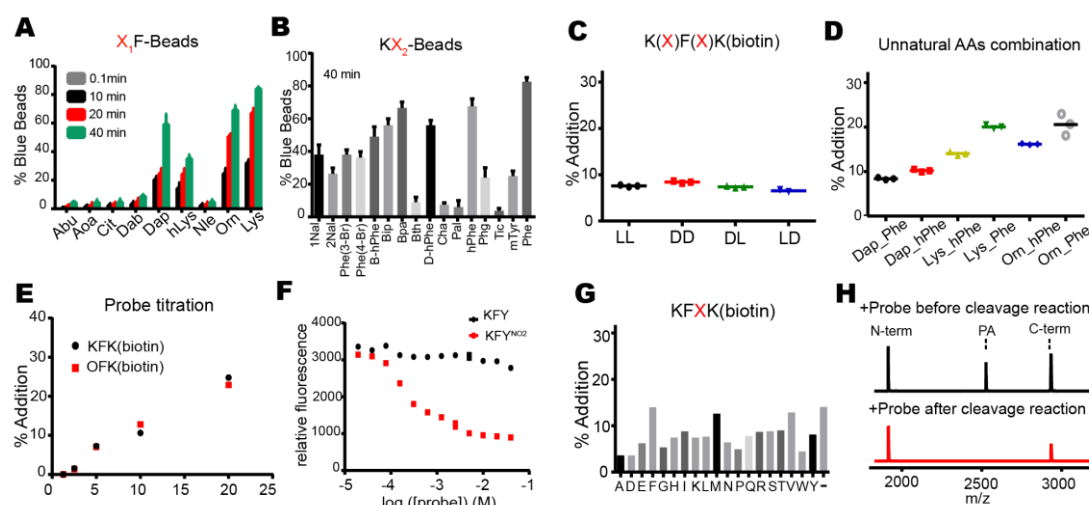 A
X₁F-Beads
% Blue Beads
100
80
60
40
20
0
0.1min
10 min
20 min
40 min
Abu
Aoa
Cit
Dab
Dap
hLys
Nle
Orn
Lys
B
KX₂-Beads
40 min
% Blue Beads
100
80
60
40
20
0
1Nal
2Nal
Phe(3-Br)
Phe(4-Br)
B-hPhe
Bip
Bpa
Bth
D-hPhe
Cha
Pal
hPhe
Phg
Tic
mTyr
Phe
C
K(X)F(X)K(biotin)
% Addition
30
20
10
0
LL
DD
DL
LD
D
Unnatural AAs combination
% Addition
30
20
10
0
Dap_Phe
Dap_hPhe
Lys_hPhe
Lys_Phe
Orn_hPhe
Orn_Phe
E
Probe titration
% Addition
40
30
20
10
0
KFK(biotin)
OFK(biotin)
0
5
10
15
20
25
F
relative fluorescence
4000
3000
2000
1000
0
KFY
KFYᴺᴼ²
-5
-4
-3
-2
-1
log ([probe]) (M)
G
KFXK(biotin)
% Addition
30
20
10
0
A D E F G H I K L M N P Q R S T V W Y -
H
+Probe before cleavage reaction
N-term
PA
C-term
+Probe after cleavage reaction
2000
2500
3000
m/z